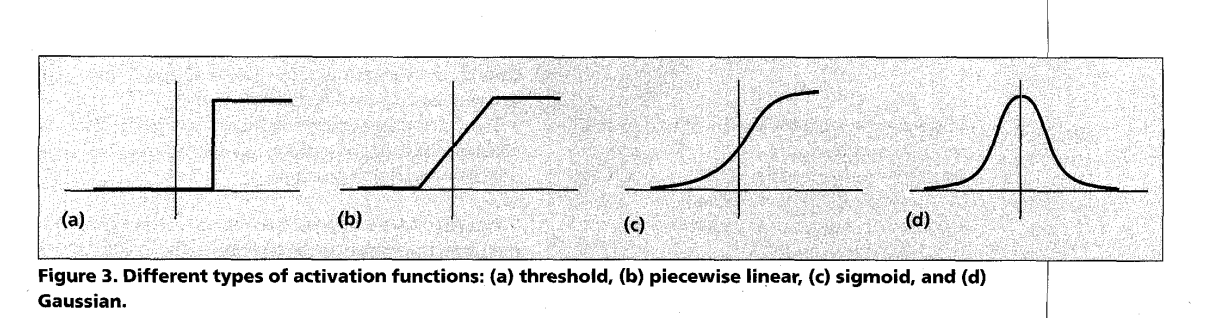 (a) (b) (c) (d)
Figure 3. Different types of activation functions: (a) threshold, (b) piecewise linear, (c) sigmoid, and (d)
Gaussian.